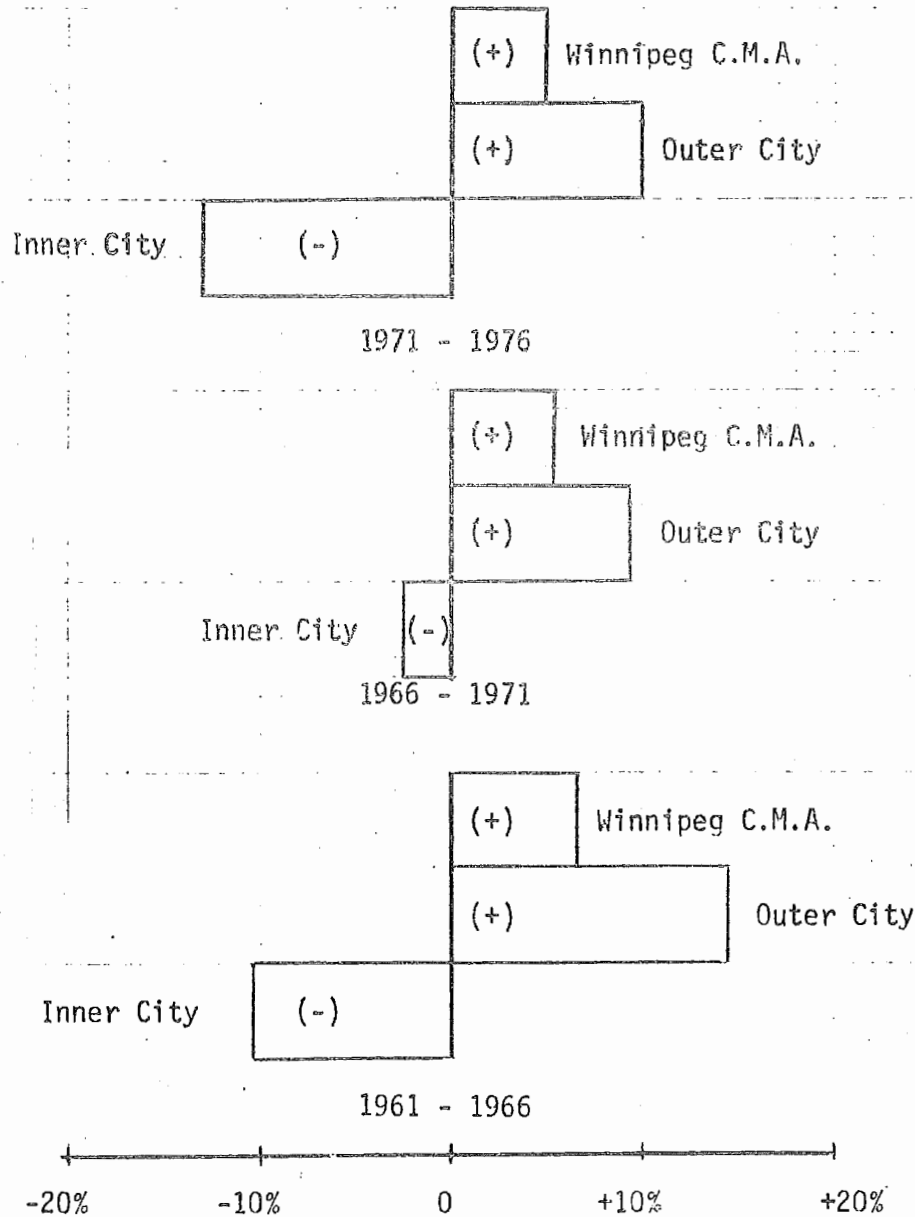 (+) Winnipeg C.M.A.
(+) Outer City
Inner City (-)
1971 - 1976
(+) Winnipeg C.M.A.
(+) Outer City
Inner City (-)
1966 - 1971
(+) Winnipeg C.M.A.
(+) Outer City
Inner City (-)
1961 - 1966
-20% -10% 0 +10% +20%